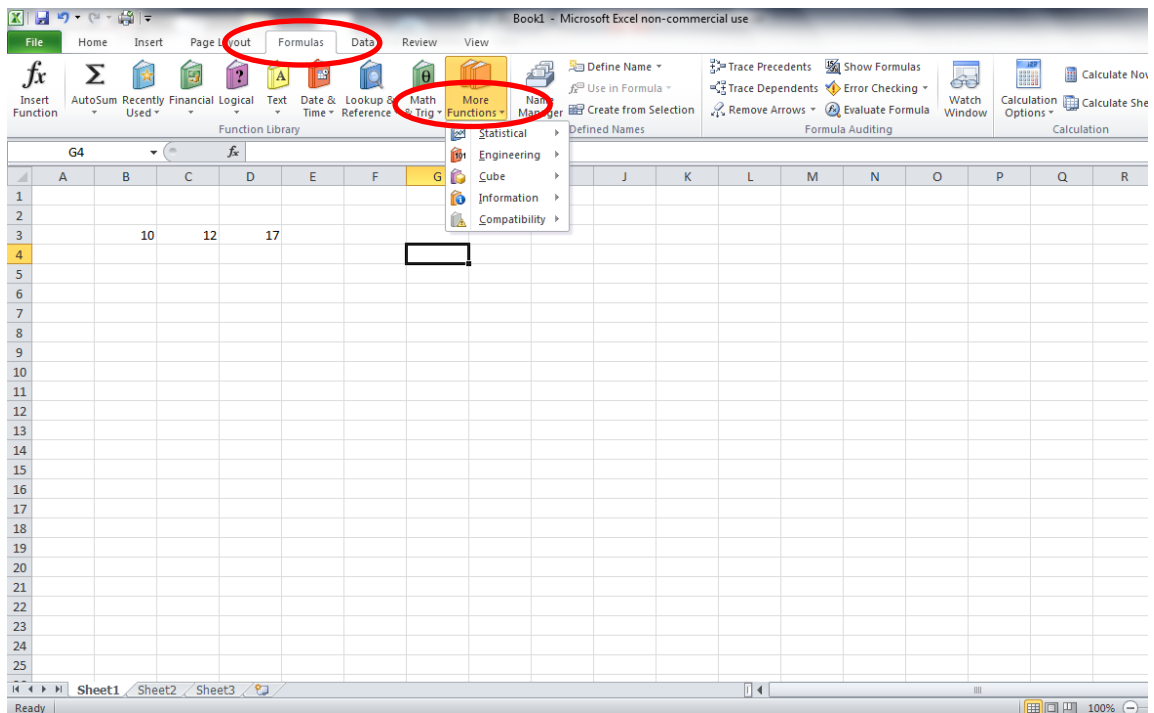 Book1 - Microsoft Excel non-commercial use
File Home Insert Page Layout Formulas Data Review View
fx Insert Function
Σ AutoSum
Recently Used
Financial
Logical
Text
Date & Time
Lookup & Reference
Math & Trig
More Functions
Name Manager
Define Name
Use in Formula
Create from Selection
Trace Precedents
Trace Dependents
Remove Arrows
Show Formulas
Error Checking
Evaluate Formula
Watch Window
Calculation Options
Calculate Now
Calculate She
Function Library
Defined Names
Formula Auditing
Calculation
Statistical
Engineering
Cube
Information
Compatibility
G4 fx
A B C D E F G J K L M N O P Q R
1
2
3 10 12 17
4
5
6
7
8
9
10
11
12
13
14
15
16
17
18
19
20
21
22
23
24
25
Sheet1 Sheet2 Sheet3
Ready 100%